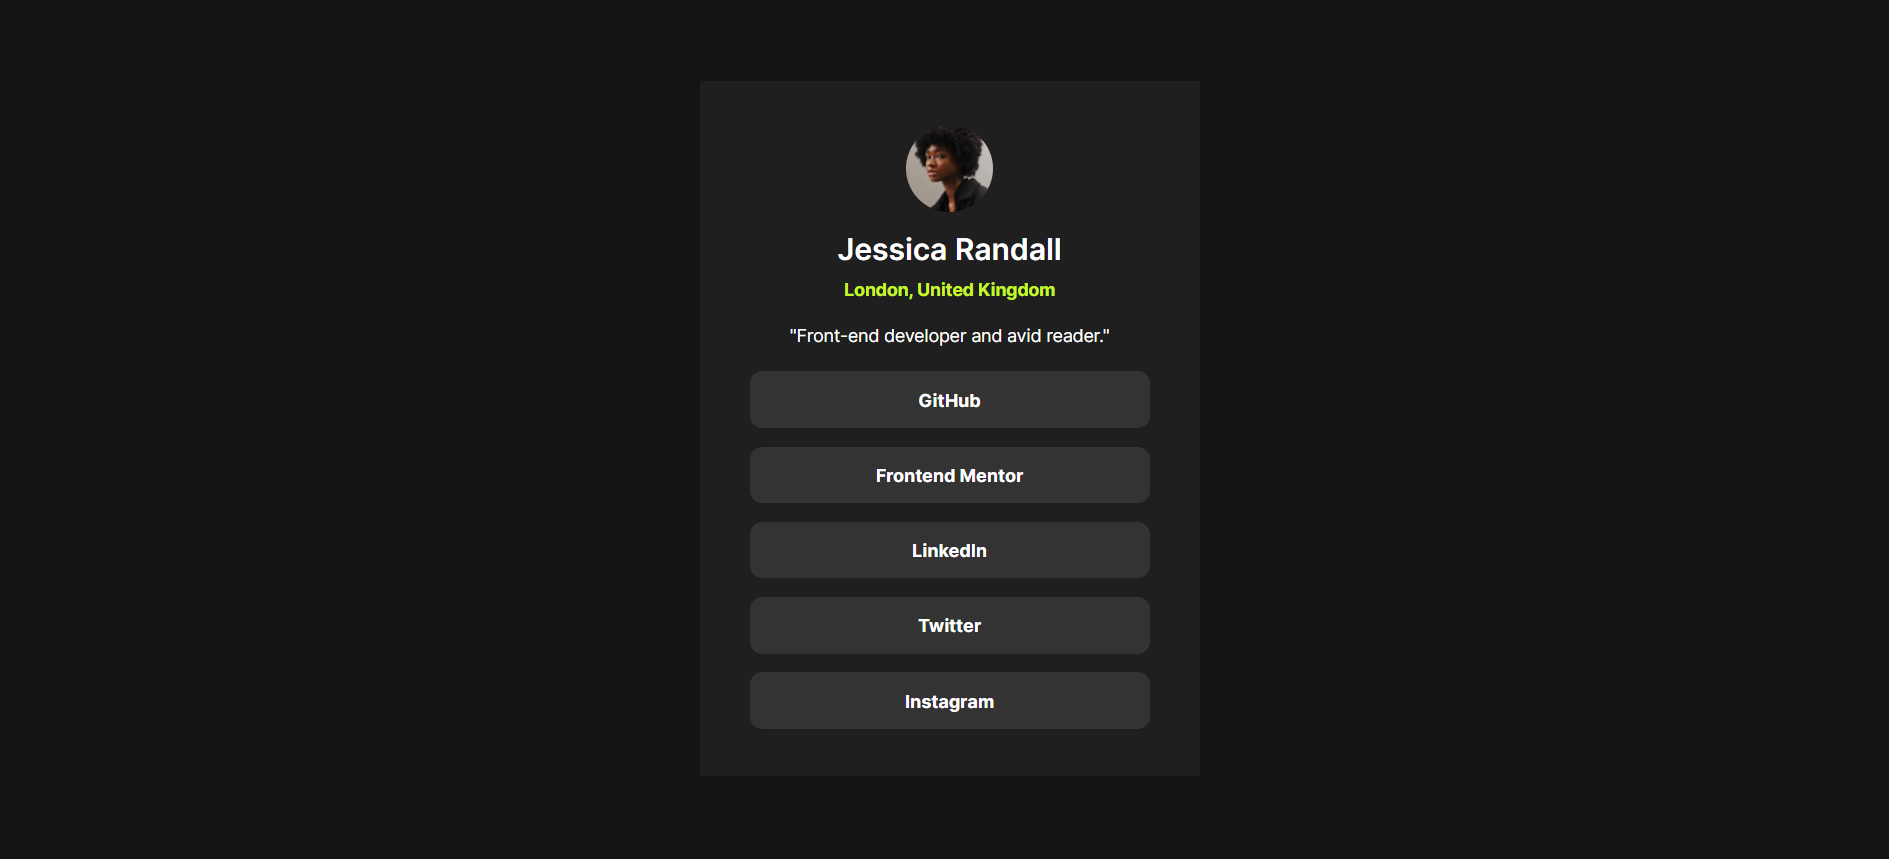 Jessica Randall
London, United Kingdom
"Front-end developer and avid reader."
GitHub
Frontend Mentor
LinkedIn
Twitter
Instagram